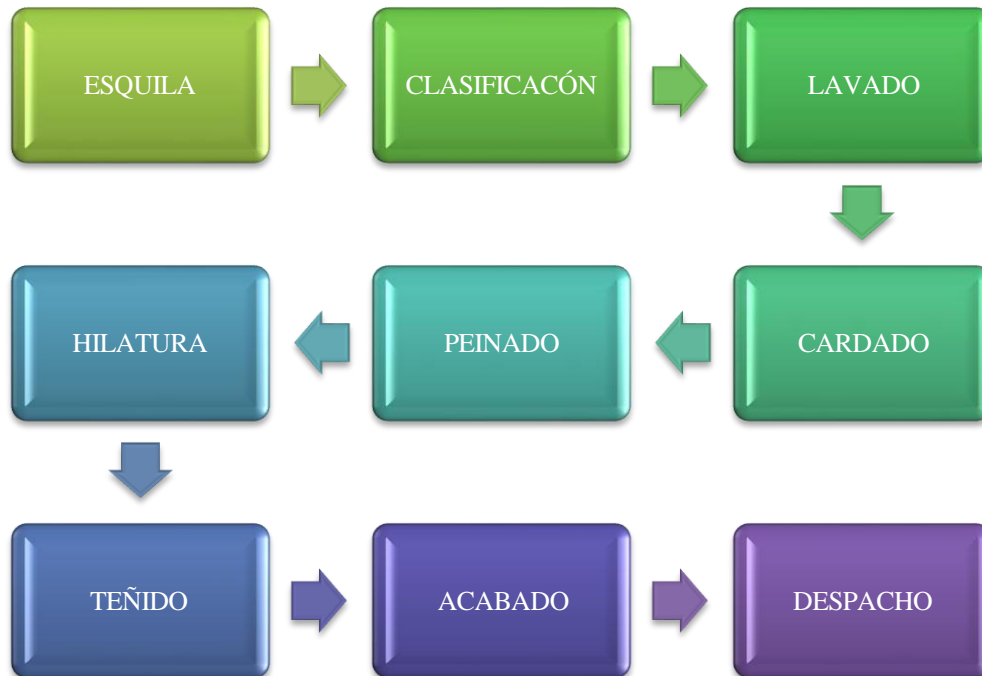 ESQUILA
CLASIFICACÓN
LAVADO
CARDADO
PEINADO
HILATURA
TEÑIDO
ACABADO
DESPACHO